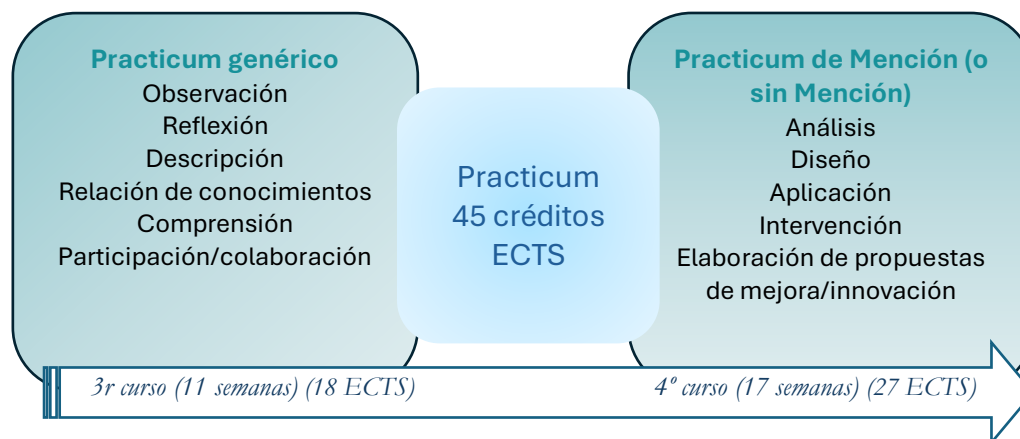 Practicum genérico
Observación
Reflexión
Descripción
Relación de conocimientos
Comprensión
Participación/colaboración
Practicum
45 créditos
ECTS
Practicum de Mención (o
sin Mención)
Análisis
Diseño
Aplicación
Intervención
Elaboración de propuestas
de mejora/innovación
3r curso (11 semanas) (18 ECTS)
4º curso (17 semanas) (27 ECTS)